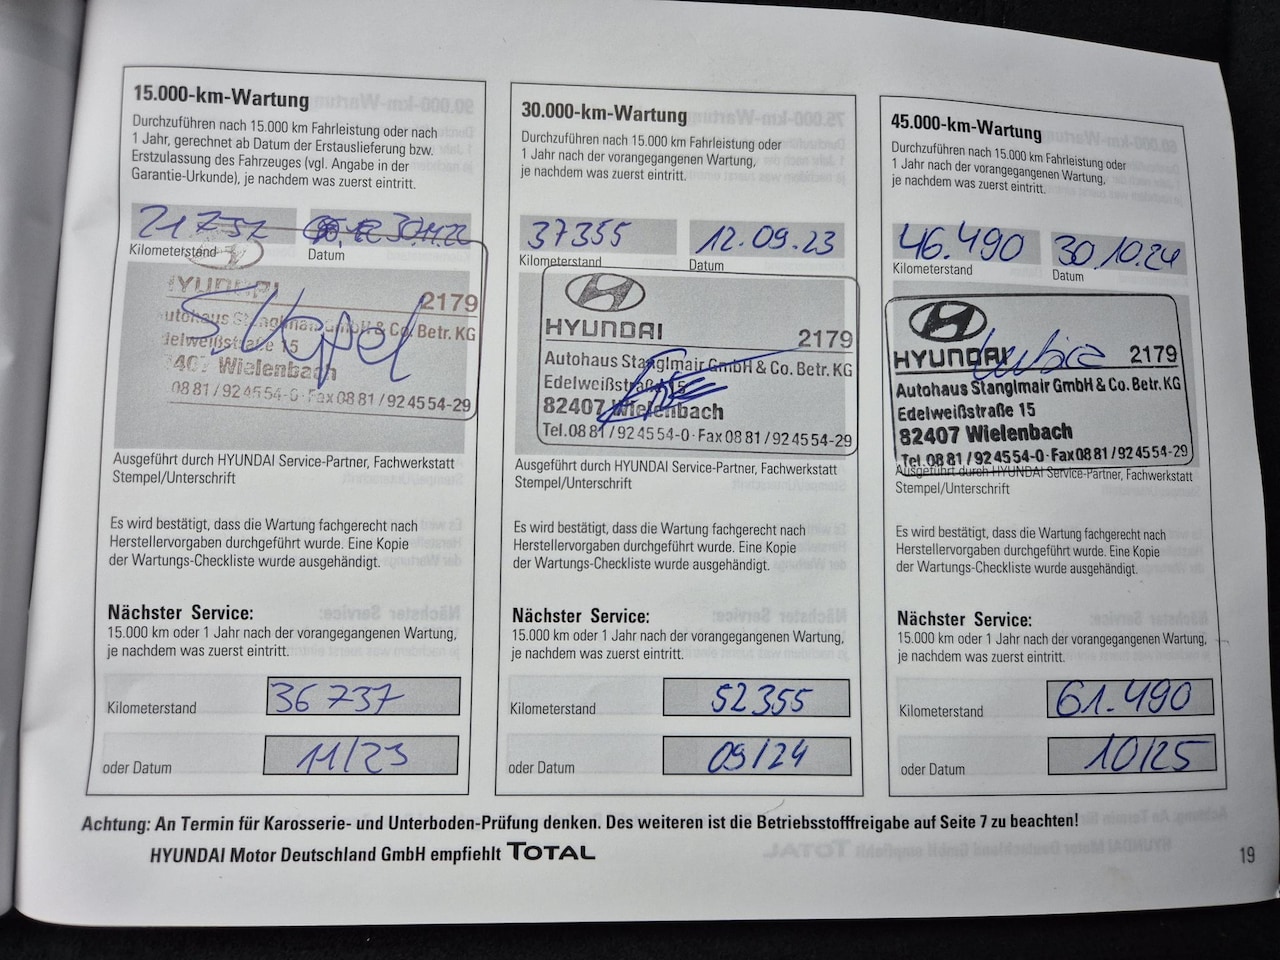 15.000-km-Wartung
Durchzuführen nach 15.000 km Fahrleistung oder nach
1 Jahr, gerechnet ab Datum der Erstauslieferung bzw.
Erstzulassung des Fahrzeuges (vgl. Angabe in der
Garantie-Urkunde), je nachdem was zuerst eintritt.
21737 30.11.22
Kilometerstand Datum
HYUNDAI 2179
Autohaus Stanglmair GmbH & Co. Betr. KG
Edelweißstraße 15
82407 Wielenbach
08 81 / 92 45 54-0 · Fax 08 81 / 92 45 54-29
Ausgeführt durch HYUNDAI Service-Partner, Fachwerkstatt
Stempel/Unterschrift
Es wird bestätigt, dass die Wartung fachgerecht nach
Herstellervorgaben durchgeführt wurde. Eine Kopie
der Wartungs-Checkliste wurde ausgehändigt.
Nächster Service:
15.000 km oder 1 Jahr nach der vorangegangenen Wartung,
je nachdem was zuerst eintritt.
Kilometerstand 36 737
oder Datum 11/23
30.000-km-Wartung
Durchzuführen nach 15.000 km Fahrleistung oder
1 Jahr nach der vorangegangenen Wartung,
je nachdem was zuerst eintritt.
37355 12.09.23
Kilometerstand Datum
HYUNDAI 2179
Autohaus Stanglmair GmbH & Co. Betr. KG
Edelweißstraße 15
82407 Wielenbach
Tel. 08 81 / 92 45 54-0 · Fax 08 81 / 92 45 54-29
Ausgeführt durch HYUNDAI Service-Partner, Fachwerkstatt
Stempel/Unterschrift
Es wird bestätigt, dass die Wartung fachgerecht nach
Herstellervorgaben durchgeführt wurde. Eine Kopie
der Wartungs-Checkliste wurde ausgehändigt.
Nächster Service:
15.000 km oder 1 Jahr nach der vorangegangenen Wartung,
je nachdem was zuerst eintritt.
Kilometerstand 52355
oder Datum 09/24
45.000-km-Wartung
Durchzuführen nach 15.000 km Fahrleistung oder
1 Jahr nach der vorangegangenen Wartung,
je nachdem was zuerst eintritt.
46.490 30.10.24
Kilometerstand Datum
HYUNDAI 2179
Autohaus Stanglmair GmbH & Co. Betr. KG
Edelweißstraße 15
82407 Wielenbach
Tel. 08 81 / 92 45 54-0 · Fax 08 81 / 92 45 54-29
Ausgeführt durch HYUNDAI Service-Partner, Fachwerkstatt
Stempel/Unterschrift
Es wird bestätigt, dass die Wartung fachgerecht nach
Herstellervorgaben durchgeführt wurde. Eine Kopie
der Wartungs-Checkliste wurde ausgehändigt.
Nächster Service:
15.000 km oder 1 Jahr nach der vorangegangenen Wartung,
je nachdem was zuerst eintritt.
Kilometerstand 61.490
oder Datum 10/25
Achtung: An Termin für Karosserie- und Unterboden-Prüfung denken. Des weiteren ist die Betriebsstofffreigabe auf Seite 7 zu beachten!
HYUNDAI Motor Deutschland GmbH empfiehlt TOTAL
19